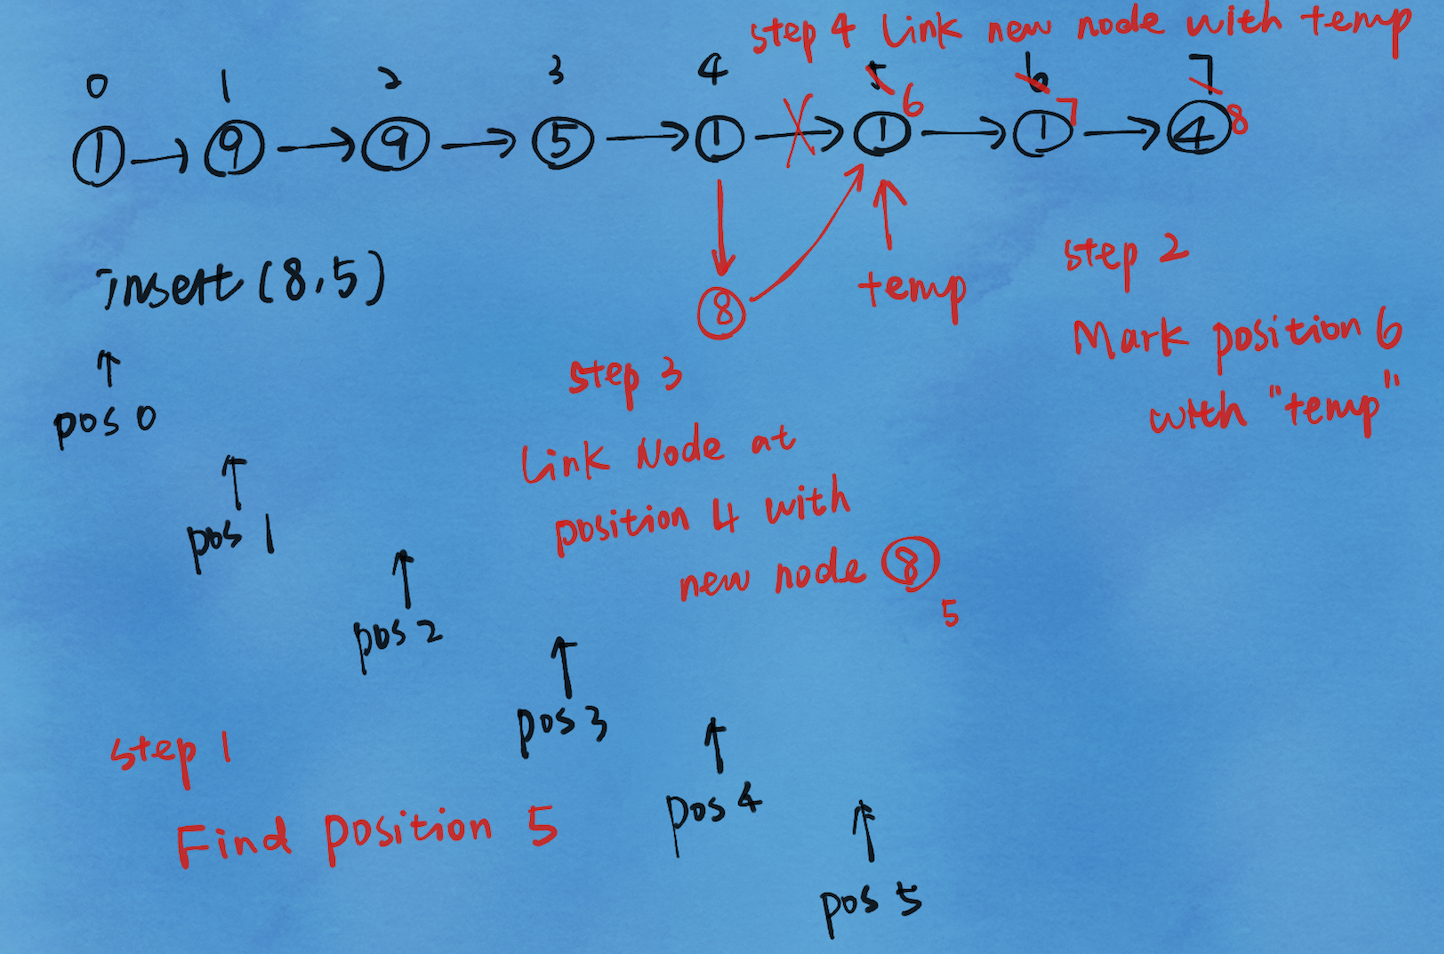 step 4 Link new node with temp
0 1 2 3 4 5 6 7
6 7 8
1 9 9 5 1 1 1 4
insert (8,5)
8
temp
step 2
Mark position 6
with "temp"
step 3
Link Node at
position 4 with
new node 8
5
pos 0
pos 1
pos 2
pos 3
pos 4
pos 5
step 1
Find position 5